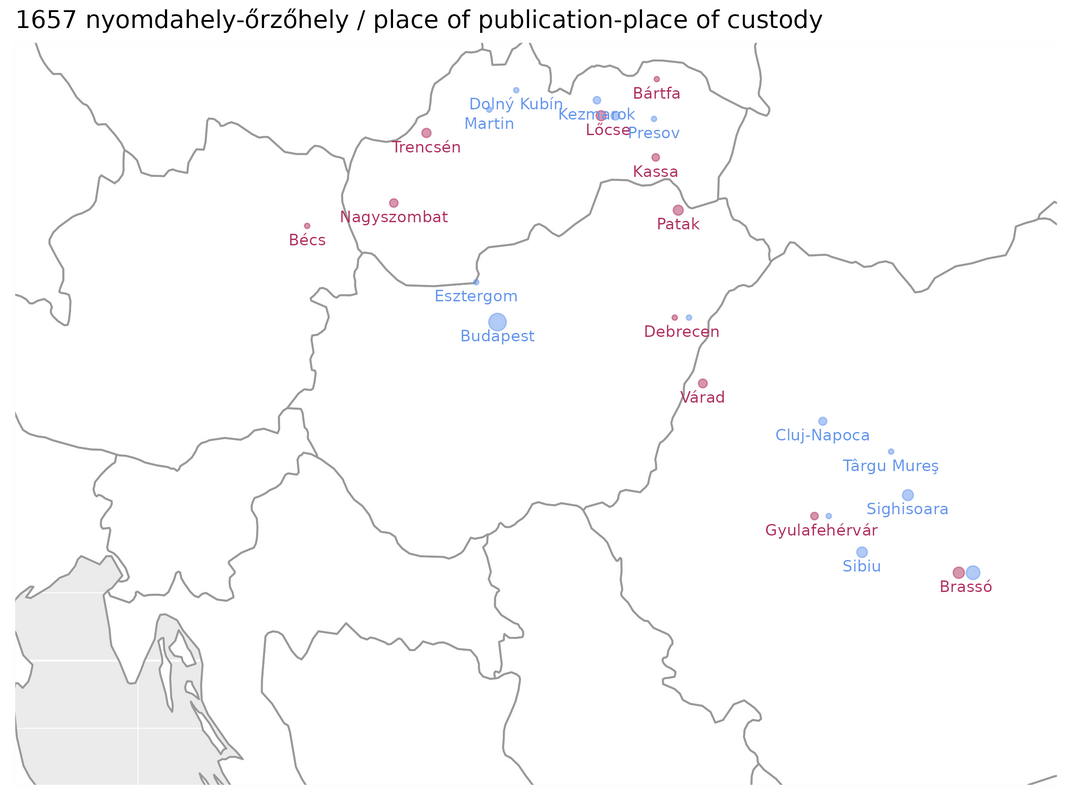 1657 nyomdahely-őrzőhely / place of publication-place of custody
Bártfa
Dolný Kubín
Kezmarok
Martin
Lőcse
Presov
Trencsén
Kassa
Nagyszombat
Patak
Bécs
Esztergom
Debrecen
Budapest
Várad
Cluj-Napoca
Târgu Mureş
Sighisoara
Gyulafehérvár
Sibiu
Brassó